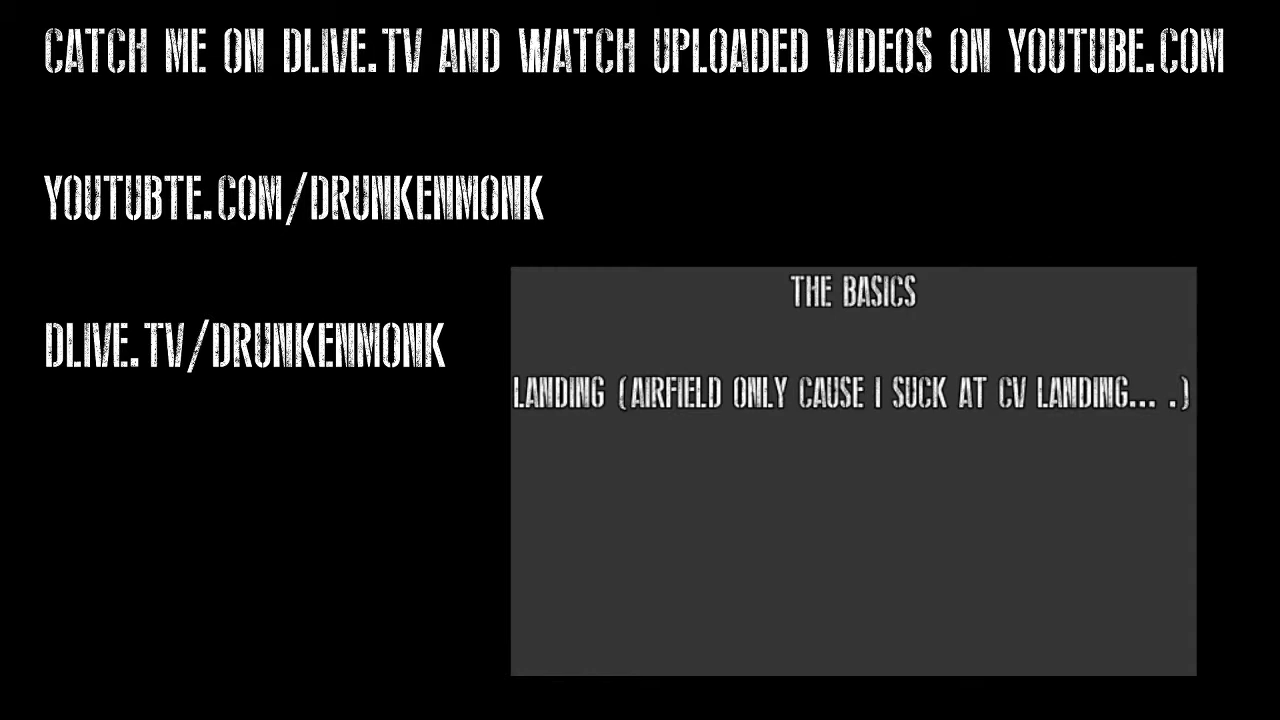 CATCH ME ON DLIVE.TV AND WATCH UPLOADED VIDEOS ON YOUTUBE.COM
YOUTUBTE.COM/DRUNKENMONK
DLIVE.TV/DRUNKENMONK
THE BASICS
LANDING (AIRFIELD ONLY CAUSE I SUCK AT CV LANDING... .)